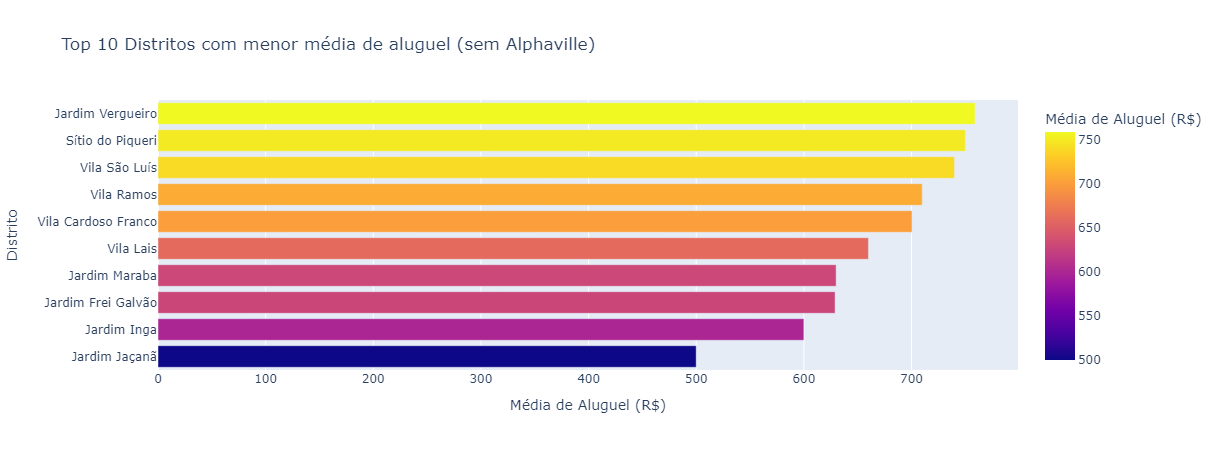 Top 10 Distritos com menor média de aluguel (sem Alphaville)
Distrito
Jardim Vergueiro
Sítio do Piqueri
Vila São Luís
Vila Ramos
Vila Cardoso Franco
Vila Lais
Jardim Maraba
Jardim Frei Galvão
Jardim Inga
Jardim Jaçanã
0 100 200 300 400 500 600 700
Média de Aluguel (R$)
Média de Aluguel (R$)
750
700
650
600
550
500